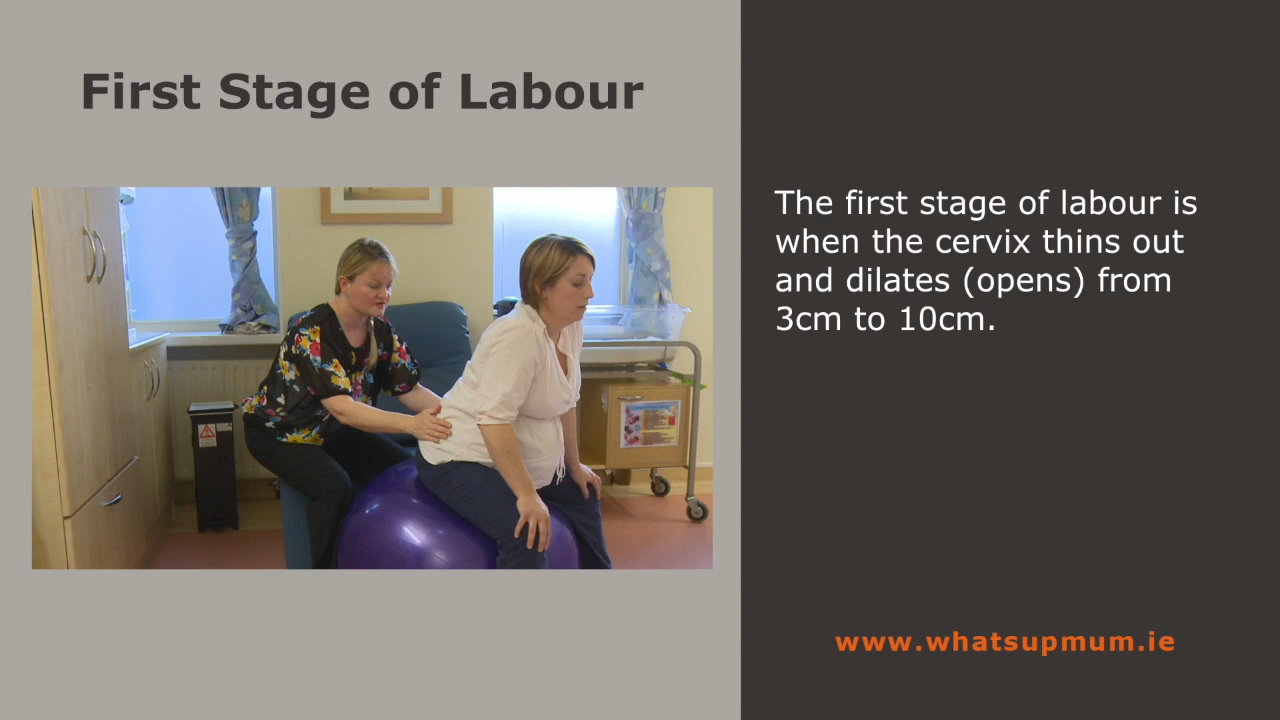 First Stage of Labour
The first stage of labour is
when the cervix thins out
and dilates (opens) from
3cm to 10cm.
www.whatsupmum.ie